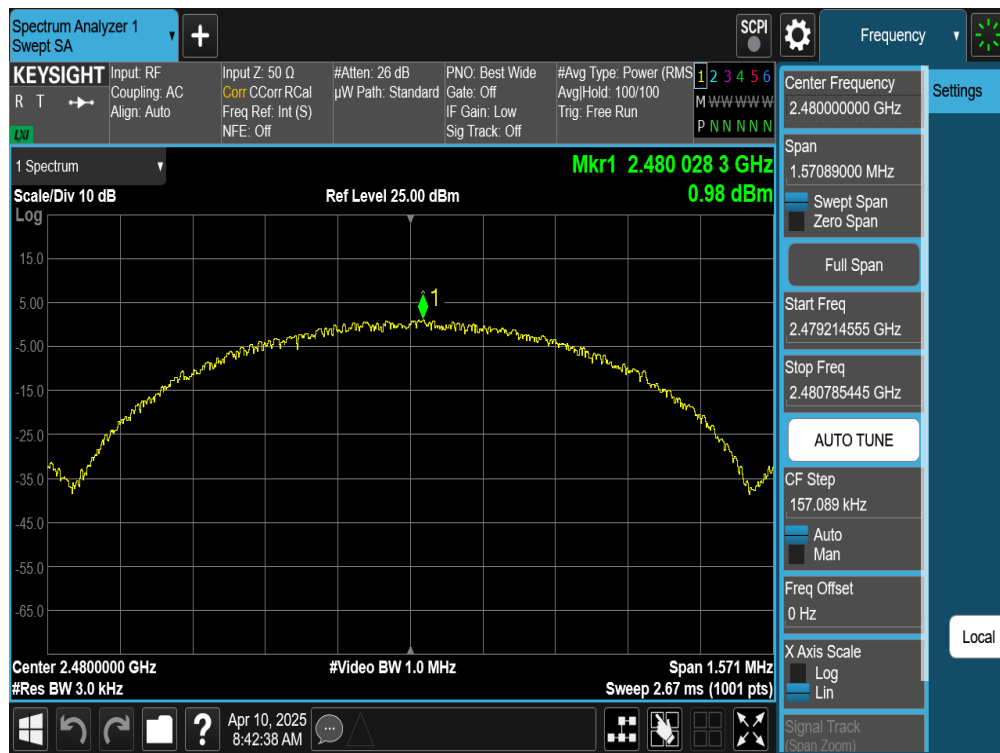 Spectrum Analyzer 1
Swept SA
+
SCPI
Frequency
KEYSIGHT
R T
LXI
Input: RF
Coupling: AC
Align: Auto
Input Z: 50 Ω
Corr CCorr RCal
Freq Ref: Int (S)
NFE: Off
#Atten: 26 dB
µW Path: Standard
PNO: Best Wide
Gate: Off
IF Gain: Low
Sig Track: Off
#Avg Type: Power (RMS
Avg|Hold: 100/100
Trig: Free Run
1 2 3 4 5 6
M W W W W W W
P N N N N N
1 Spectrum
Mkr1 2.480 028 3 GHz
0.98 dBm
Scale/Div 10 dB
Ref Level 25.00 dBm
Log
15.0
5.00
-5.00
-15.0
-25.0
-35.0
-45.0
-55.0
-65.0
1
Center 2.4800000 GHz
#Video BW 1.0 MHz
Span 1.571 MHz
#Res BW 3.0 kHz
Sweep 2.67 ms (1001 pts)
Apr 10, 2025
8:42:38 AM
?
...
Center Frequency
2.480000000 GHz
Span
1.57089000 MHz
Swept Span
Zero Span
Full Span
Start Freq
2.479214555 GHz
Stop Freq
2.480785445 GHz
AUTO TUNE
CF Step
157.089 kHz
Auto
Man
Freq Offset
0 Hz
X Axis Scale
Log
Lin
Signal Track
(Span Zoom)
Settings
Local